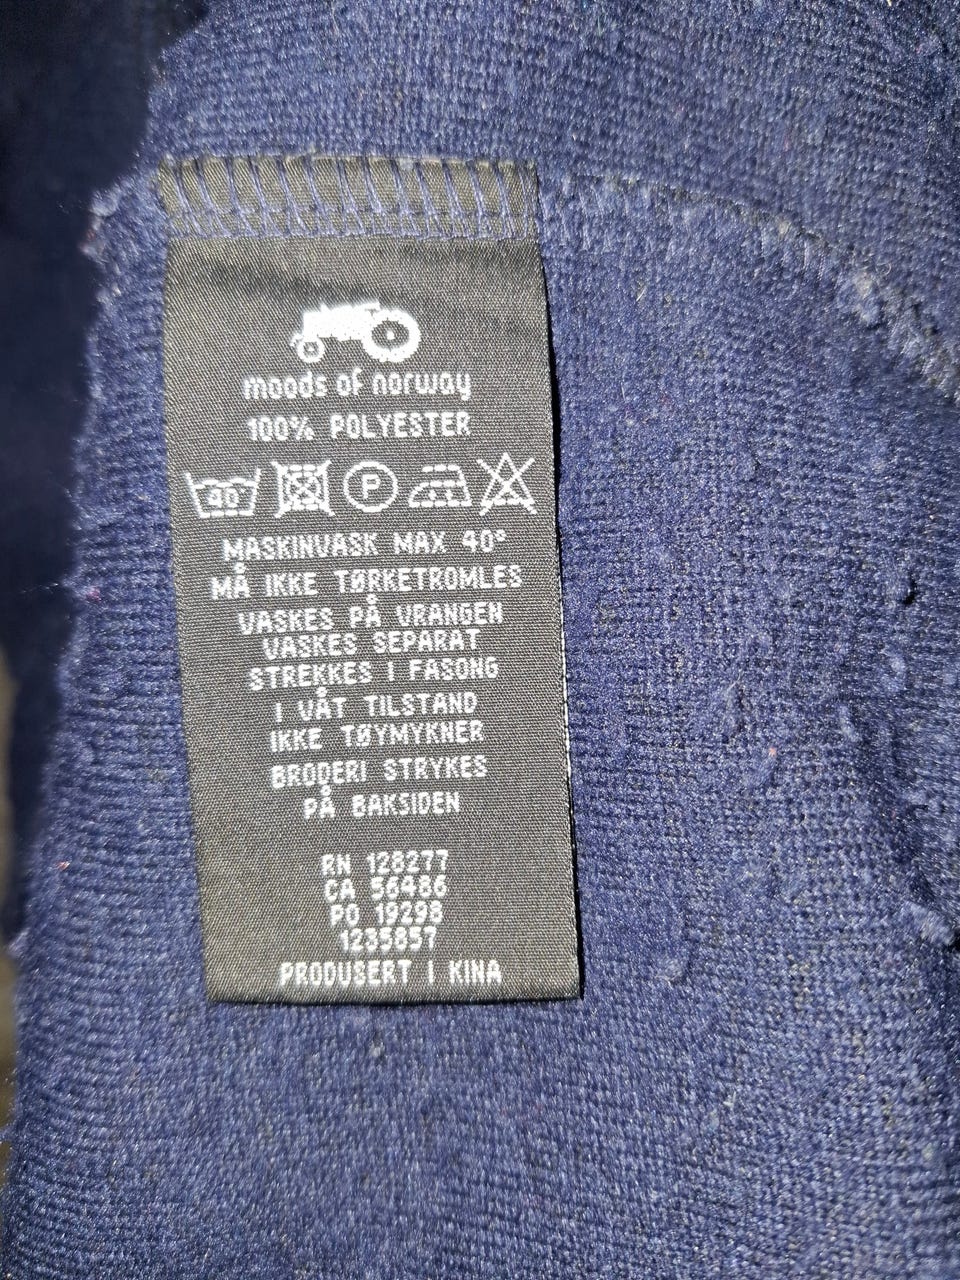 moods of norway
100% POLYESTER
40 P
MASKINVASK MAX 40°
MÅ IKKE TØRKETROMLES
VASKES PÅ VRANGEN
VASKES SEPARAT
STREKKES I FASONG
I VÅT TILSTAND
IKKE TØYMYKNER
BRODERI STRYKES
PÅ BAKSIDEN
RN 128277
CA 56486
PO 19298
1235857
PRODUSERT I KINA